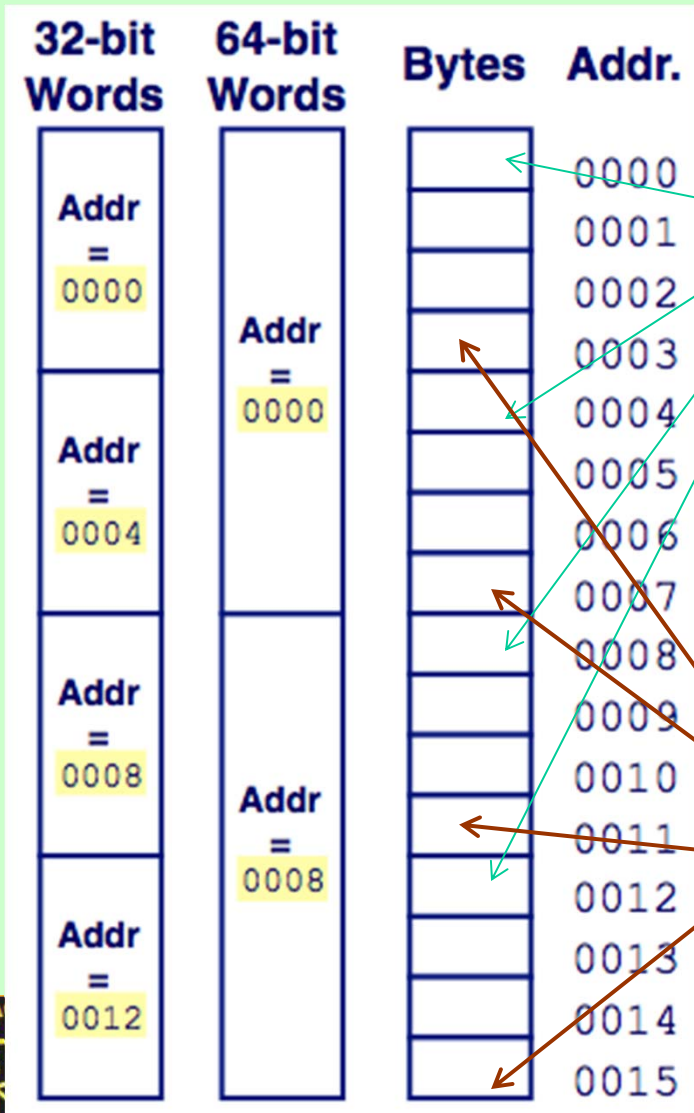 32-bit
Words
64-bit
Words
Bytes
Addr.
Addr
=
0000
Addr
=
0004
Addr
=
0008
Addr
=
0012
Addr
=
0000
Addr
=
0008
0000
0001
0002
0003
0004
0005
0006
0007
0008
0009
0010
0011
0012
0013
0014
0015